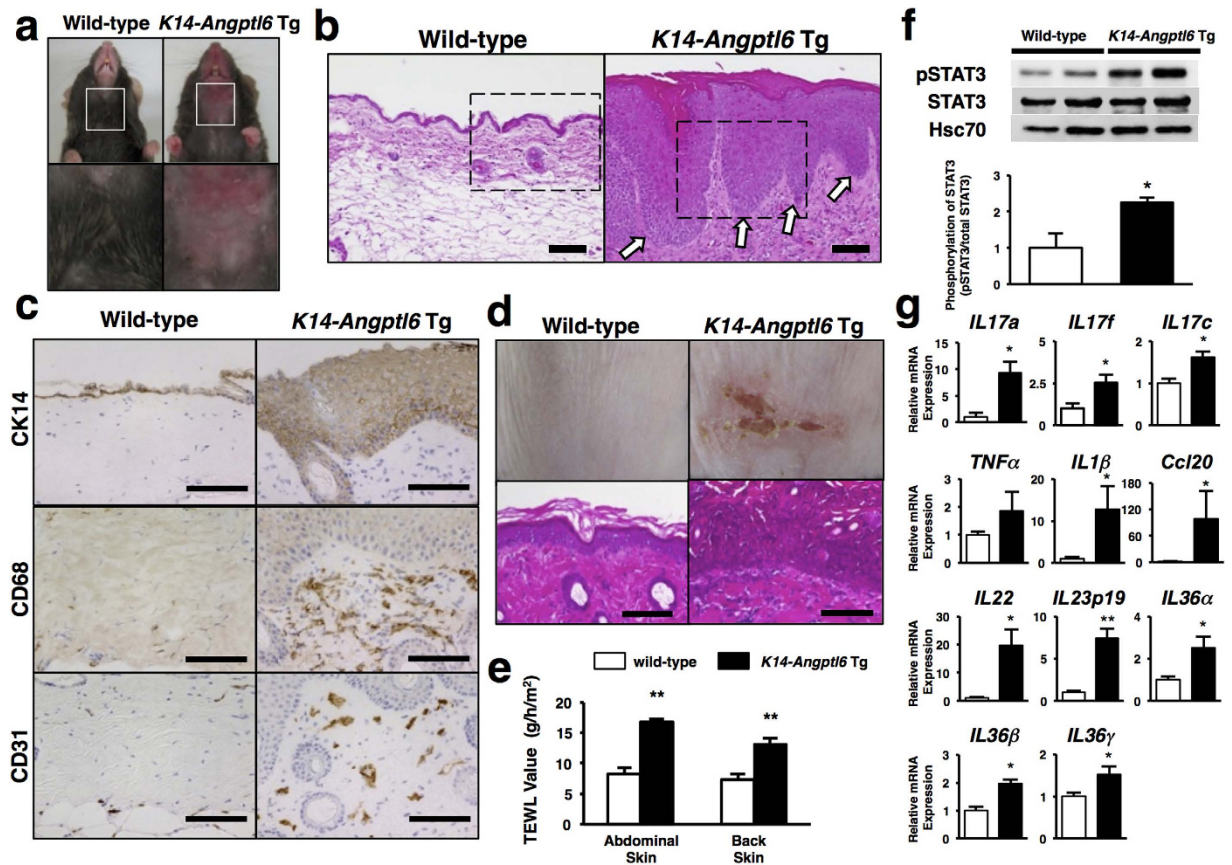 a
Wild-type K14-Angptl6 Tg
b
Wild-type K14-Angptl6 Tg
c
Wild-type K14-Angptl6 Tg
CK14
CD68
CD31
d
Wild-type K14-Angptl6 Tg
e
wild-type K14-Angptl6 Tg
TEWL Value (g/h/m²)
20
15
10
5
0
** **
Abdominal Skin
Back Skin
f
Wild-type K14-Angptl6 Tg
pSTAT3
STAT3
Hsc70
Phosphorylation of STAT3
(pSTAT3/total STAT3)
3
2
1
0
*
g
IL17a IL17f IL17c
Relative mRNA
Expression
15
10
5
0
*
5
2.5
0
*
2
1
0
*
TNFα IL1β Ccl20
Relative mRNA
Expression
3
2
1
0
20
10
0
*
180
120
60
0
*
IL22 IL23p19 IL36α
Relative mRNA
Expression
30
20
10
0
*
10
5
0
**
4
2
0
*
IL36β IL36γ
Relative mRNA
Expression
3
2
1
0
*
2
1
0
*